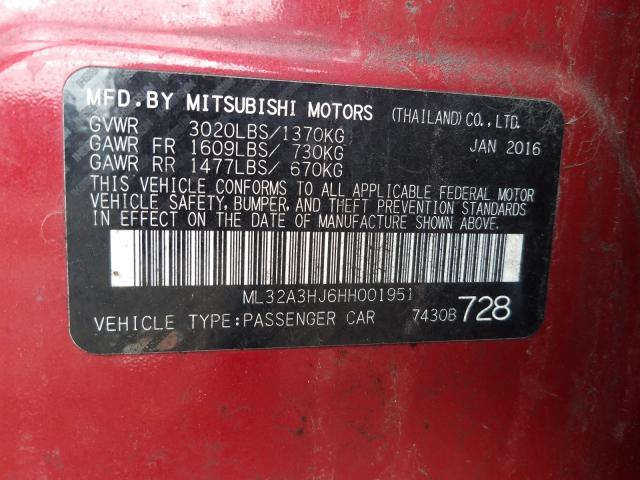 MFD. BY MITSUBISHI MOTORS (THAILAND) CO., LTD.
GVWR 3020LBS/1370KG JAN 2016
GAWR FR 1609LBS/ 730KG
GAWR RR 1477LBS/ 670KG
THIS VEHICLE CONFORMS TO ALL APPLICABLE FEDERAL MOTOR
VEHICLE SAFETY, BUMPER, AND THEFT PREVENTION STANDARDS
IN EFFECT ON THE DATE OF MANUFACTURE SHOWN ABOVE.
ML32A3HJ6HH001951
VEHICLE TYPE:PASSENGER CAR 7430B 728